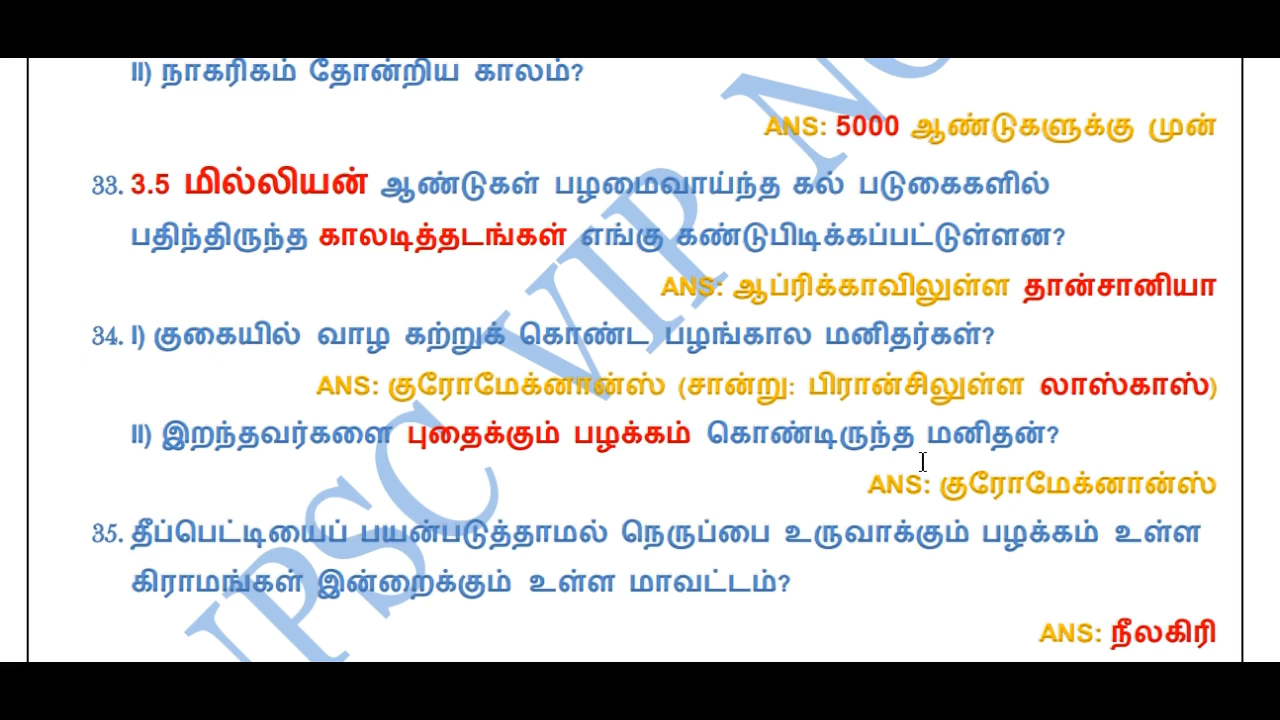 II) நாகரிகம் தோன்றிய காலம்?
ANS: 5000 ஆண்டுகளுக்கு முன்
33. 3.5 மில்லியன் ஆண்டுகள் பழமைவாய்ந்த கல் படுகைகளில்
பதிந்திருந்த காலடித்தடங்கள் எங்கு கண்டுபிடிக்கப்பட்டுள்ளன?
ANS: ஆப்ரிக்காவிலுள்ள தான்சானியா
34. I) குகையில் வாழ கற்றுக் கொண்ட பழங்கால மனிதர்கள்?
ANS: குரோமேக்னான்ஸ் (சான்று: பிரான்சிலுள்ள லாஸ்காஸ்)
II) இறந்தவர்களை புதைக்கும் பழக்கம் கொண்டிருந்த மனிதன்?
ANS: குரோமேக்னான்ஸ்
35. தீப்பெட்டியைப் பயன்படுத்தாமல் நெருப்பை உருவாக்கும் பழக்கம் உள்ள
கிராமங்கள் இன்றைக்கும் உள்ள மாவட்டம்?
ANS: நீலகிரி
VIP